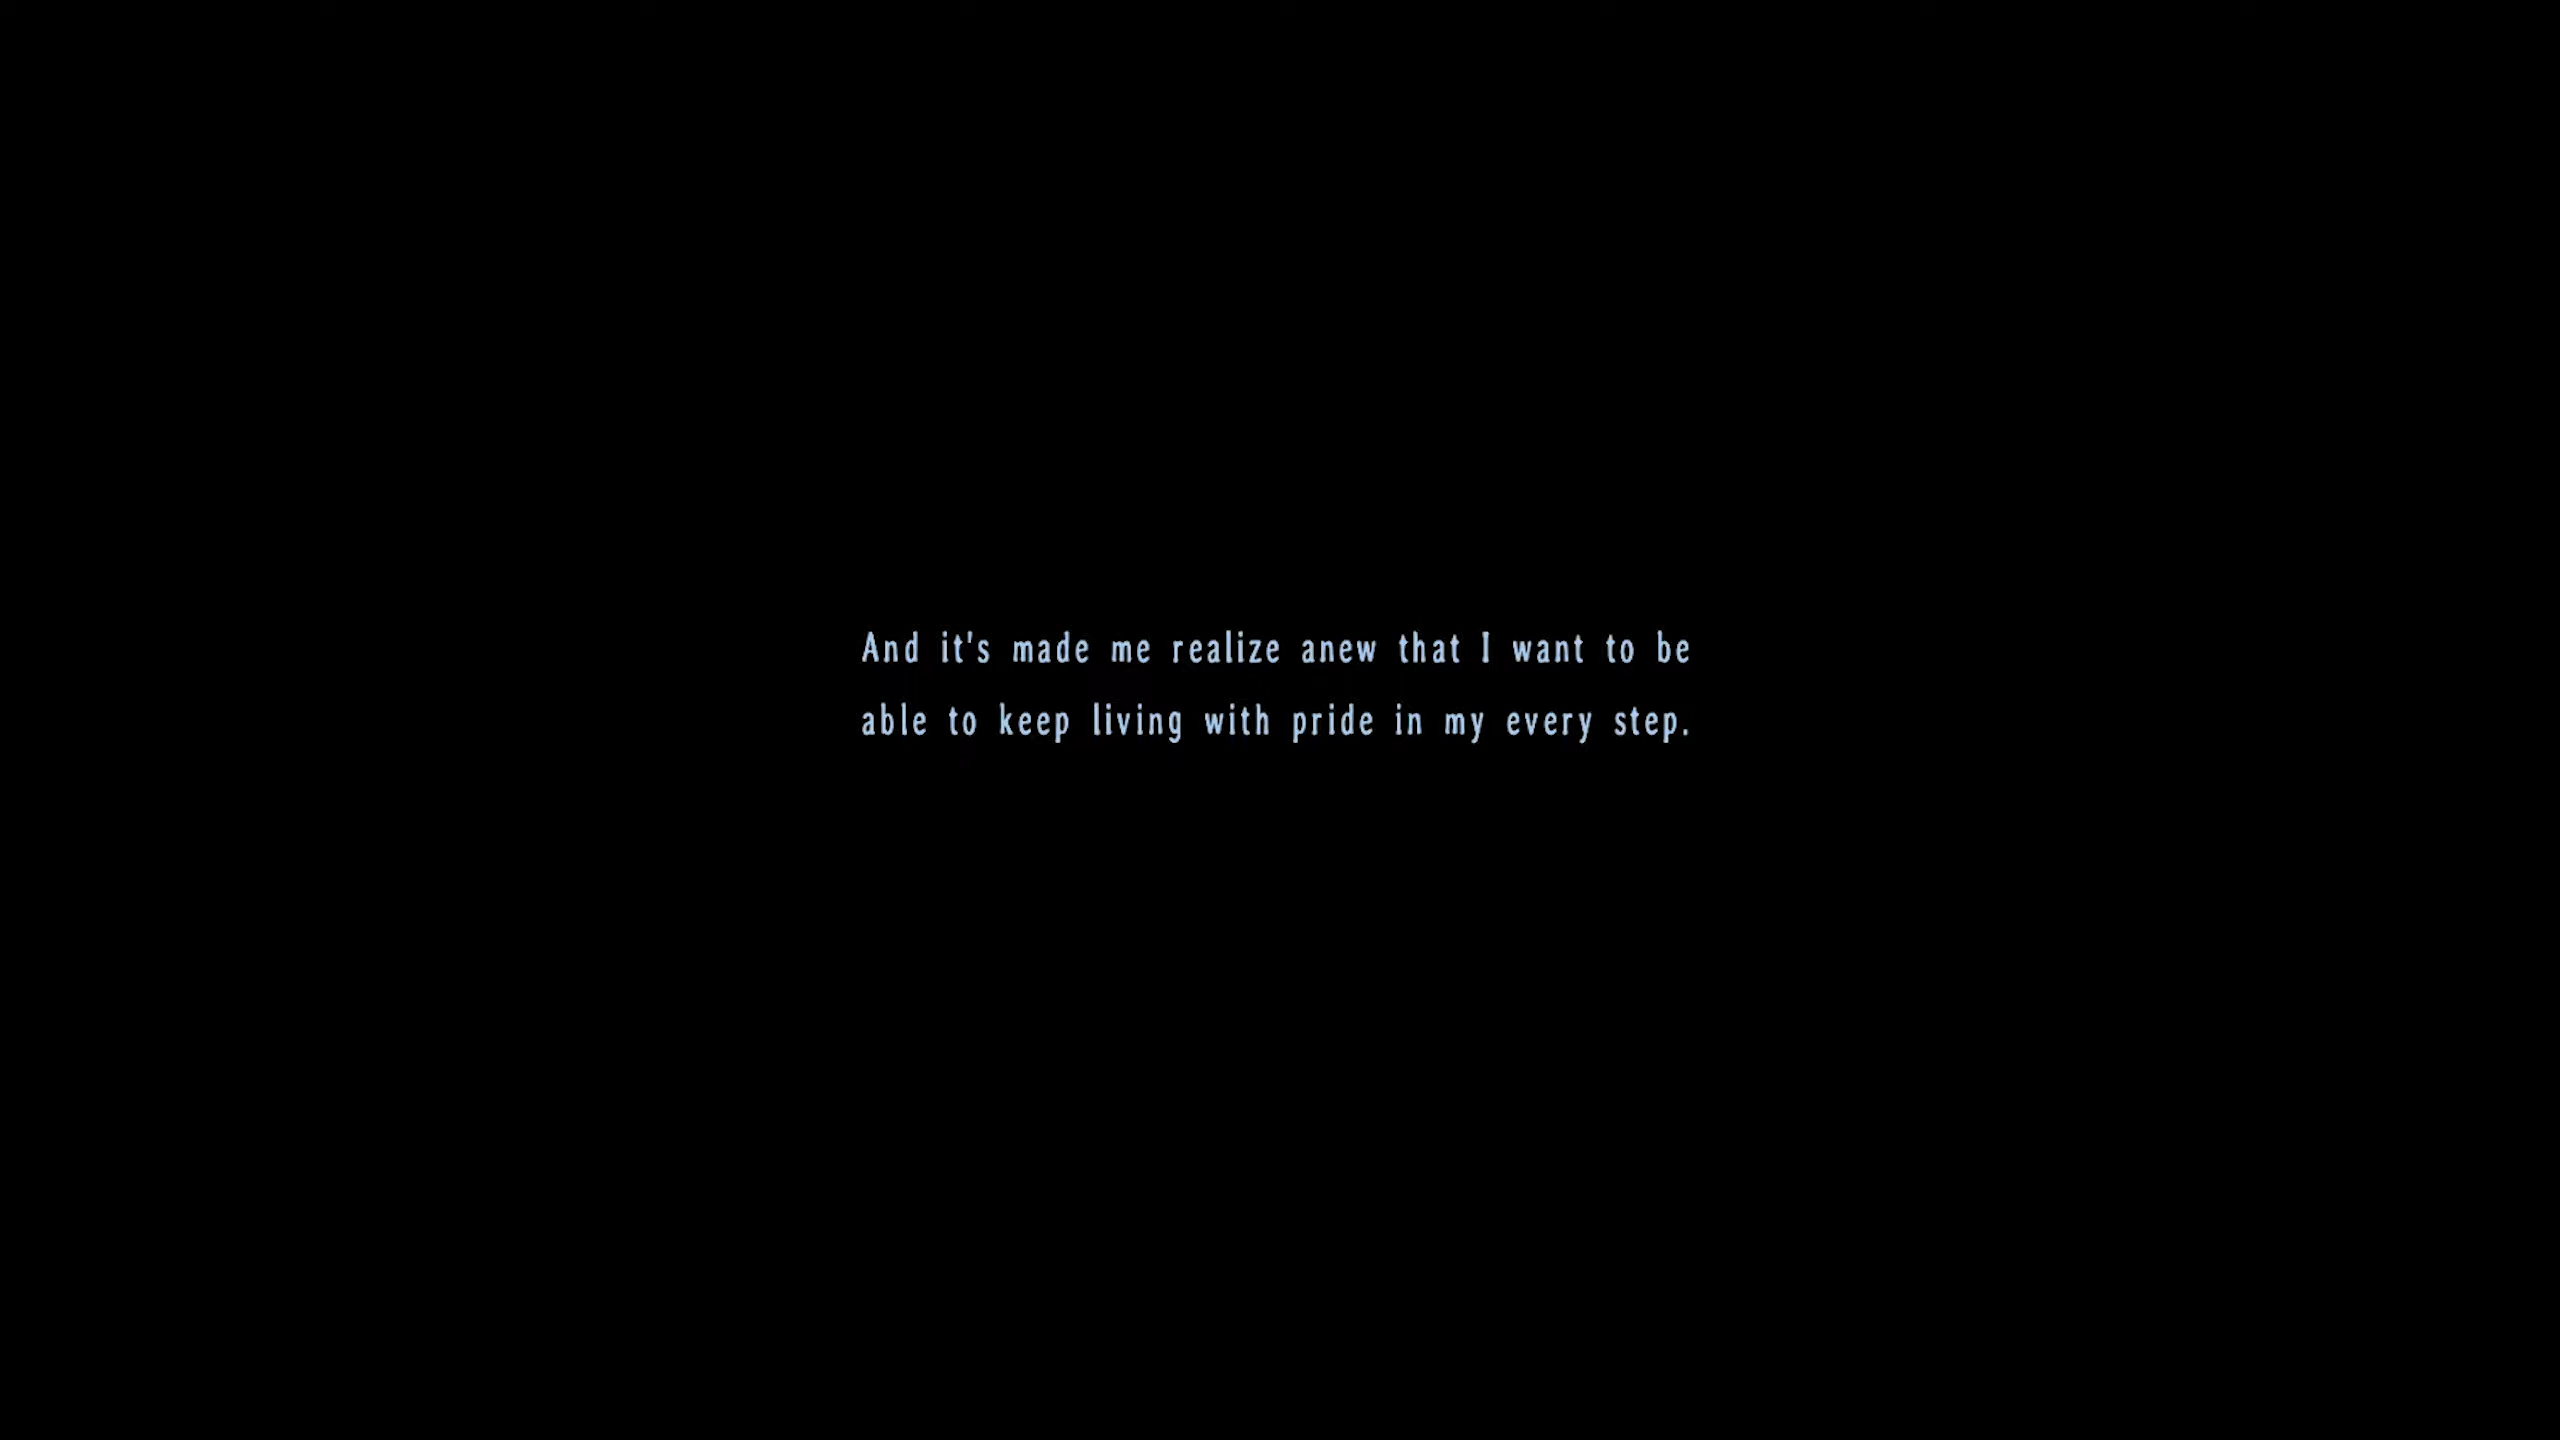 And it's made me realize anew that I want to be
able to keep living with pride in my every step.